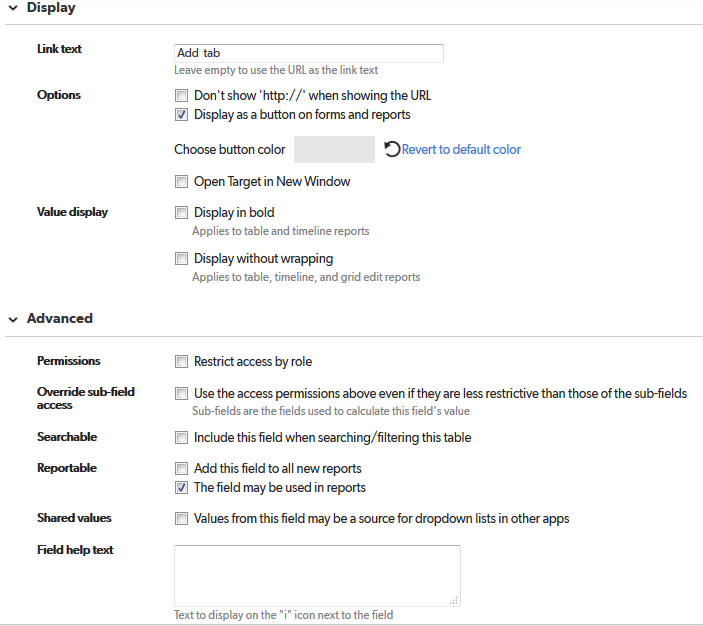 Display
Link text
Add tab
Leave empty to use the URL as the link text
Options
Don't show 'http://' when showing the URL
Display as a button on forms and reports
Choose button color
Revert to default color
Open Target in New Window
Value display
Display in bold
Applies to table and timeline reports
Display without wrapping
Applies to table, timeline, and grid edit reports
Advanced
Permissions
Restrict access by role
Override sub-field
access
Use the access permissions above even if they are less restrictive than those of the sub-fields
Sub-fields are the fields used to calculate this field's value
Searchable
Include this field when searching/filtering this table
Reportable
Add this field to all new reports
The field may be used in reports
Shared values
Values from this field may be a source for dropdown lists in other apps
Field help text
Text to display on the "i" icon next to the field